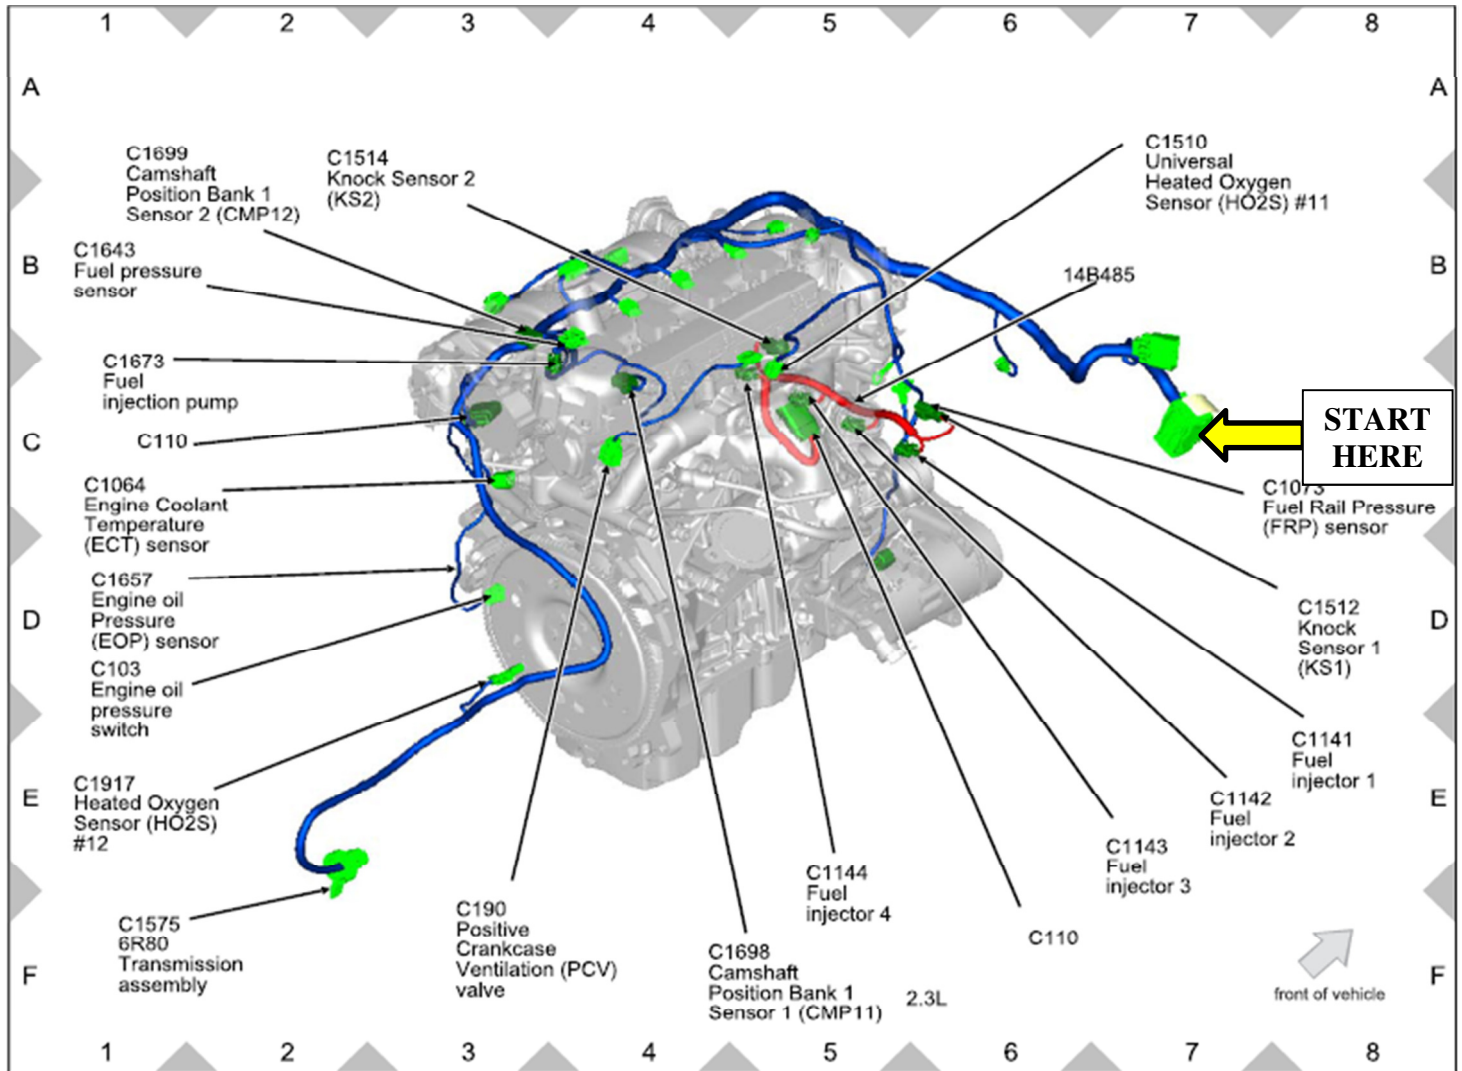 1 2 3 4 5 6 7 8
A A
C1699
Camshaft
Position Bank 1
Sensor 2 (CMP12)
C1514
Knock Sensor 2
(KS2)
C1510
Universal
Heated Oxygen
Sensor (HO2S) #11
B B
C1643
Fuel pressure
sensor
14B485
C1673
Fuel
injection pump
C110
C C
START
HERE
C1064
Engine Coolant
Temperature
(ECT) sensor
C1073
Fuel Rail Pressure
(FRP) sensor
C1657
Engine oil
Pressure
(EOP) sensor
D D
C1512
Knock
Sensor 1
(KS1)
C103
Engine oil
pressure
switch
C1141
Fuel
injector 1
E E
C1917
Heated Oxygen
Sensor (HO2S)
#12
C1142
Fuel
injector 2
C1143
Fuel
injector 3
C1144
Fuel
injector 4
C1575
6R80
Transmission
assembly
C190
Positive
Crankcase
Ventilation (PCV)
valve
C110
C1698
Camshaft
Position Bank 1
Sensor 1 (CMP11)
2.3L
F F
front of vehicle
1 2 3 4 5 6 7 8